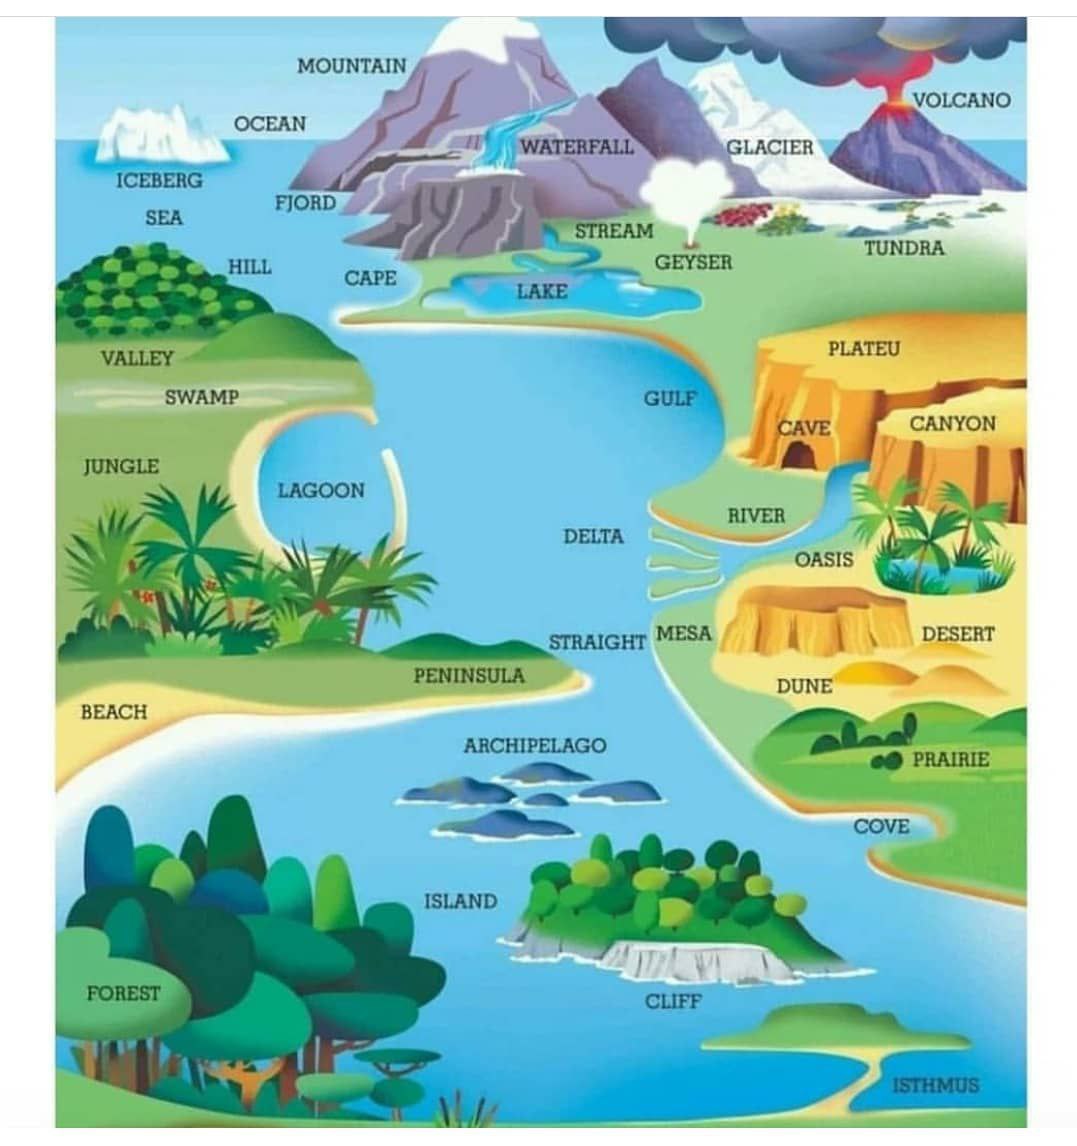 MOUNTAIN
VOLCANO
OCEAN
WATERFALL
GLACIER
ICEBERG
FJORD
SEA
STREAM
TUNDRA
GEYSER
HILL
CAPE
LAKE
PLATEU
VALLEY
SWAMP
GULF
CAVE
CANYON
JUNGLE
LAGOON
RIVER
DELTA
OASIS
STRAIGHT
MESA
DESERT
PENINSULA
DUNE
BEACH
ARCHIPELAGO
PRAIRIE
COVE
ISLAND
FOREST
CLIFF
ISTHMUS